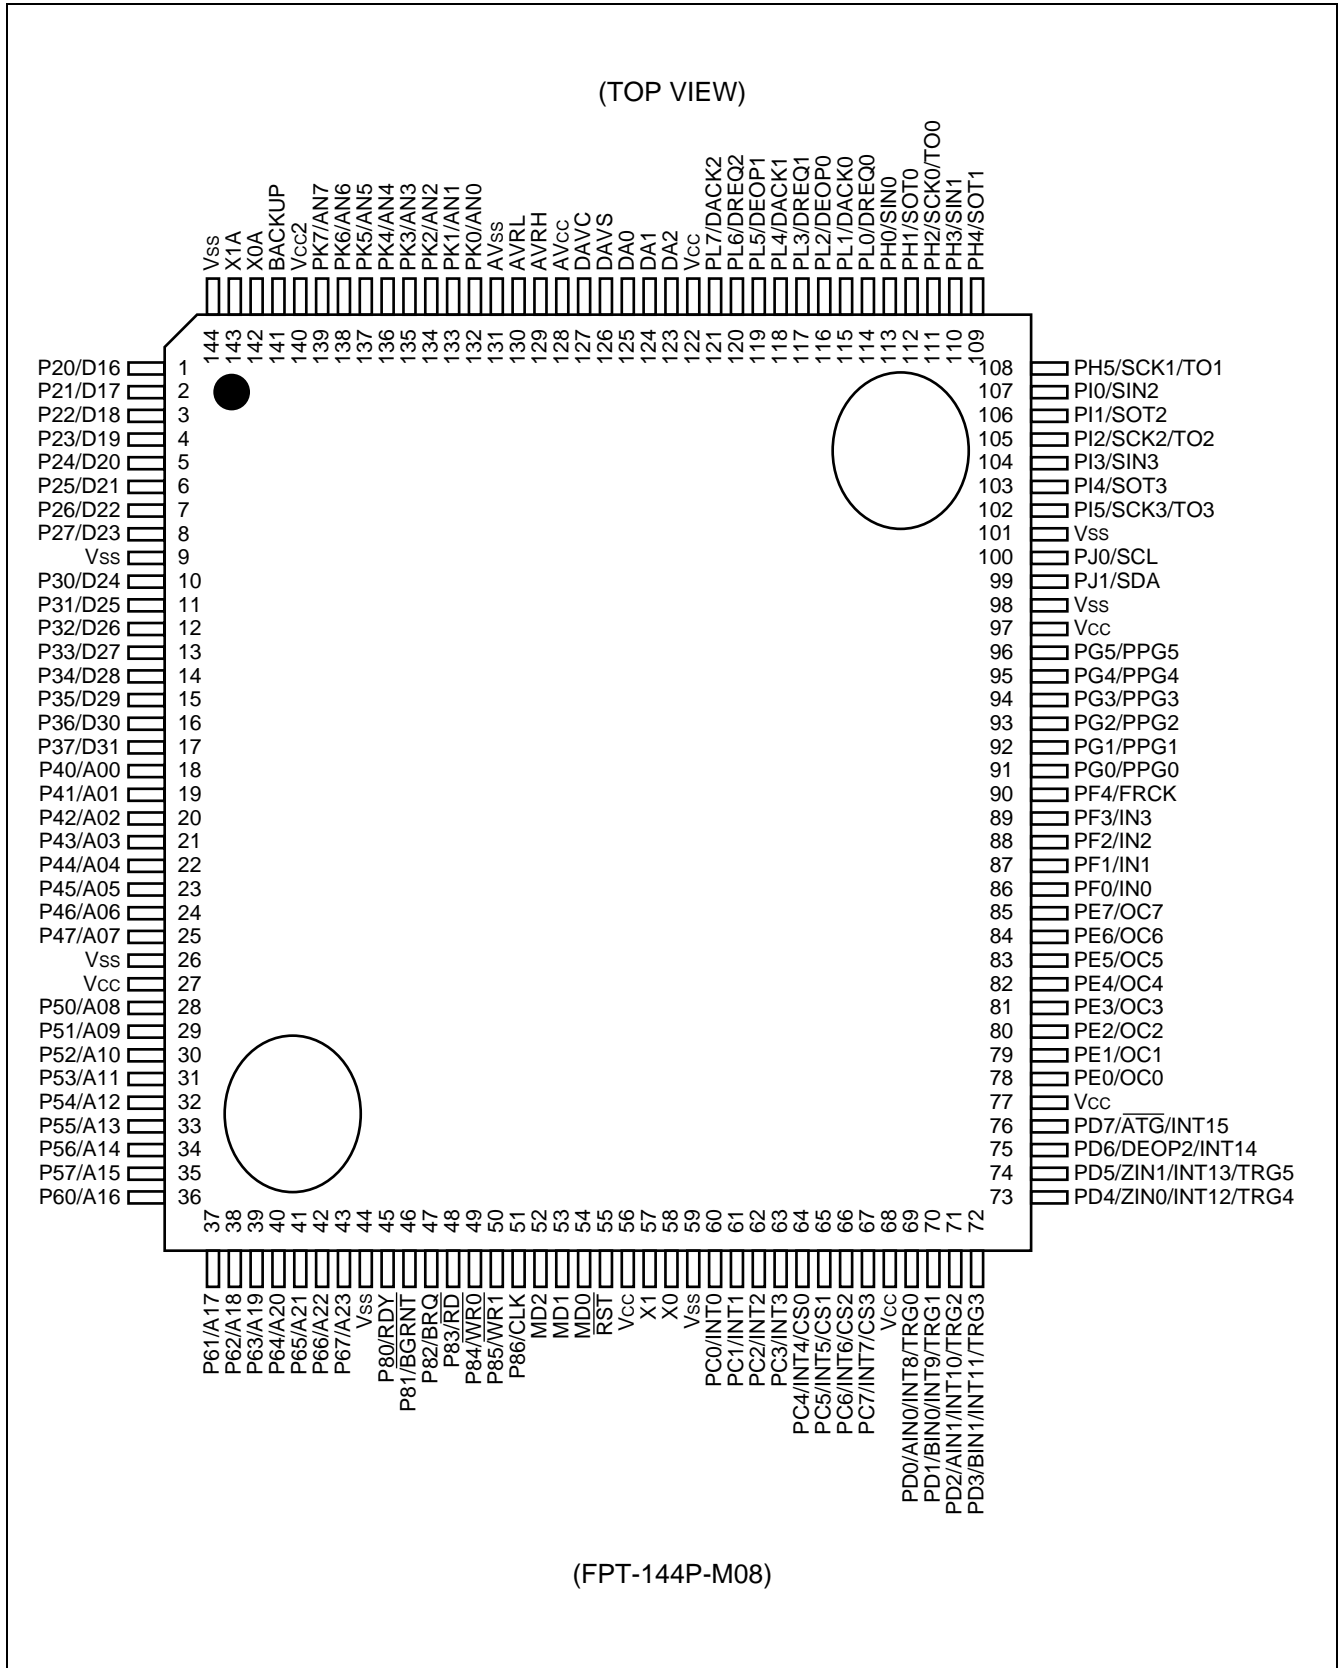 (TOP VIEW)
VSS
X1A
X0A
BACKUP
VCC2
PK7/AN7
PK6/AN6
PK5/AN5
PK4/AN4
PK3/AN3
PK2/AN2
PK1/AN1
PK0/AN0
AVSS
AVRL
AVRH
AVCC
DAVC
DAVS
DA0
DA1
DA2
VCC
PL7/DACK2
PL6/DREQ2
PL5/DEOP1
PL4/DACK1
PL3/DREQ1
PL2/DEOP0
PL1/DACK0
PL0/DREQ0
PH0/SIN0
PH1/SOT0
PH2/SCK0/TO0
PH3/SIN1
PH4/SOT1
144
143
142
141
140
139
138
137
136
135
134
133
132
131
130
129
128
127
126
125
124
123
122
121
120
119
118
117
116
115
114
113
112
111
110
109
P20/D16 1
P21/D17 2
P22/D18 3
P23/D19 4
P24/D20 5
P25/D21 6
P26/D22 7
P27/D23 8
VSS 9
P30/D24 10
P31/D25 11
P32/D26 12
P33/D27 13
P34/D28 14
P35/D29 15
P36/D30 16
P37/D31 17
P40/A00 18
P41/A01 19
P42/A02 20
P43/A03 21
P44/A04 22
P45/A05 23
P46/A06 24
P47/A07 25
VSS 26
VCC 27
P50/A08 28
P51/A09 29
P52/A10 30
P53/A11 31
P54/A12 32
P55/A13 33
P56/A14 34
P57/A15 35
P60/A16 36
108 PH5/SCK1/TO1
107 PI0/SIN2
106 PI1/SOT2
105 PI2/SCK2/TO2
104 PI3/SIN3
103 PI4/SOT3
102 PI5/SCK3/TO3
101 VSS
100 PJ0/SCL
99 PJ1/SDA
98 VSS
97 VCC
96 PG5/PPG5
95 PG4/PPG4
94 PG3/PPG3
93 PG2/PPG2
92 PG1/PPG1
91 PG0/PPG0
90 PF4/FRCK
89 PF3/IN3
88 PF2/IN2
87 PF1/IN1
86 PF0/IN0
85 PE7/OC7
84 PE6/OC6
83 PE5/OC5
82 PE4/OC4
81 PE3/OC3
80 PE2/OC2
79 PE1/OC1
78 PE0/OC0
77 VCC
76 PD7/ATG/INT15
75 PD6/DEOP2/INT14
74 PD5/ZIN1/INT13/TRG5
73 PD4/ZIN0/INT12/TRG4
37
38
39
40
41
42
43
44
45
46
47
48
49
50
51
52
53
54
55
56
57
58
59
60
61
62
63
64
65
66
67
68
69
70
71
72
P61/A17
P62/A18
P63/A19
P64/A20
P65/A21
P66/A22
P67/A23
VSS
P80/RDY
P81/BGRNT
P82/BRQ
P83/RD
P84/WR0
P85/WR1
P86/CLK
MD2
MD1
MD0
RST
VCC
X1
X0
VSS
PC0/INT0
PC1/INT1
PC2/INT2
PC3/INT3
PC4/INT4/CS0
PC5/INT5/CS1
PC6/INT6/CS2
PC7/INT7/CS3
VCC
PD0/AIN0/INT8/TRG0
PD1/BIN0/INT9/TRG1
PD2/AIN1/INT10/TRG2
PD3/BIN1/INT11/TRG3
(FPT-144P-M08)